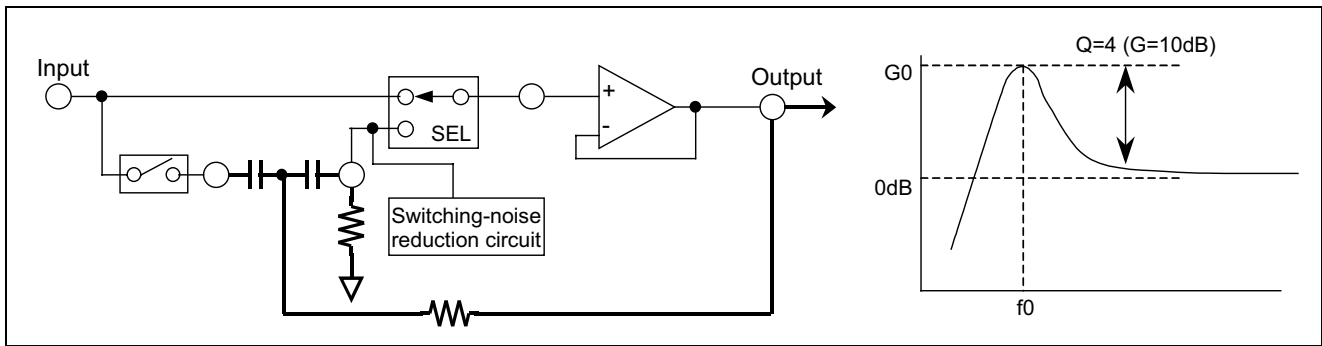 Input
SEL
+
-
Output
Switching-noise
reduction circuit
Q=4 (G=10dB)
G0
0dB
f0